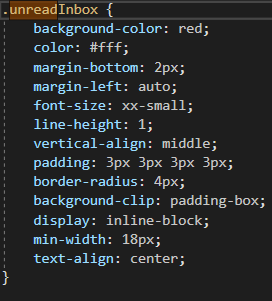 .unreadInbox {
background-color: red;
color: #fff;
margin-bottom: 2px;
margin-left: auto;
font-size: xx-small;
line-height: 1;
vertical-align: middle;
padding: 3px 3px 3px 3px;
border-radius: 4px;
background-clip: padding-box;
display: inline-block;
min-width: 18px;
text-align: center;
}